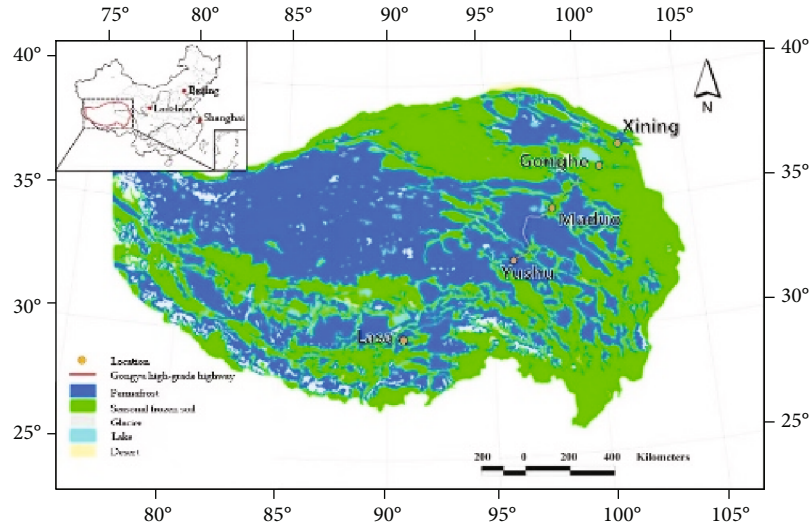 75° 80° 85° 90° 95° 100° 105°
40° 40°
Beijing
Lanzhou
Shanghai
N
Xining
Gonghe
35° 35°
Maduo
Yushu
30° 30°
Lasa
Location
Gongyu high-grade highway
Permafrost
Seasonal frozen soil
Glacier
Lake
Desert
25° 25°
200 0 200 400 Kilometers
80° 85° 90° 95° 100° 105°